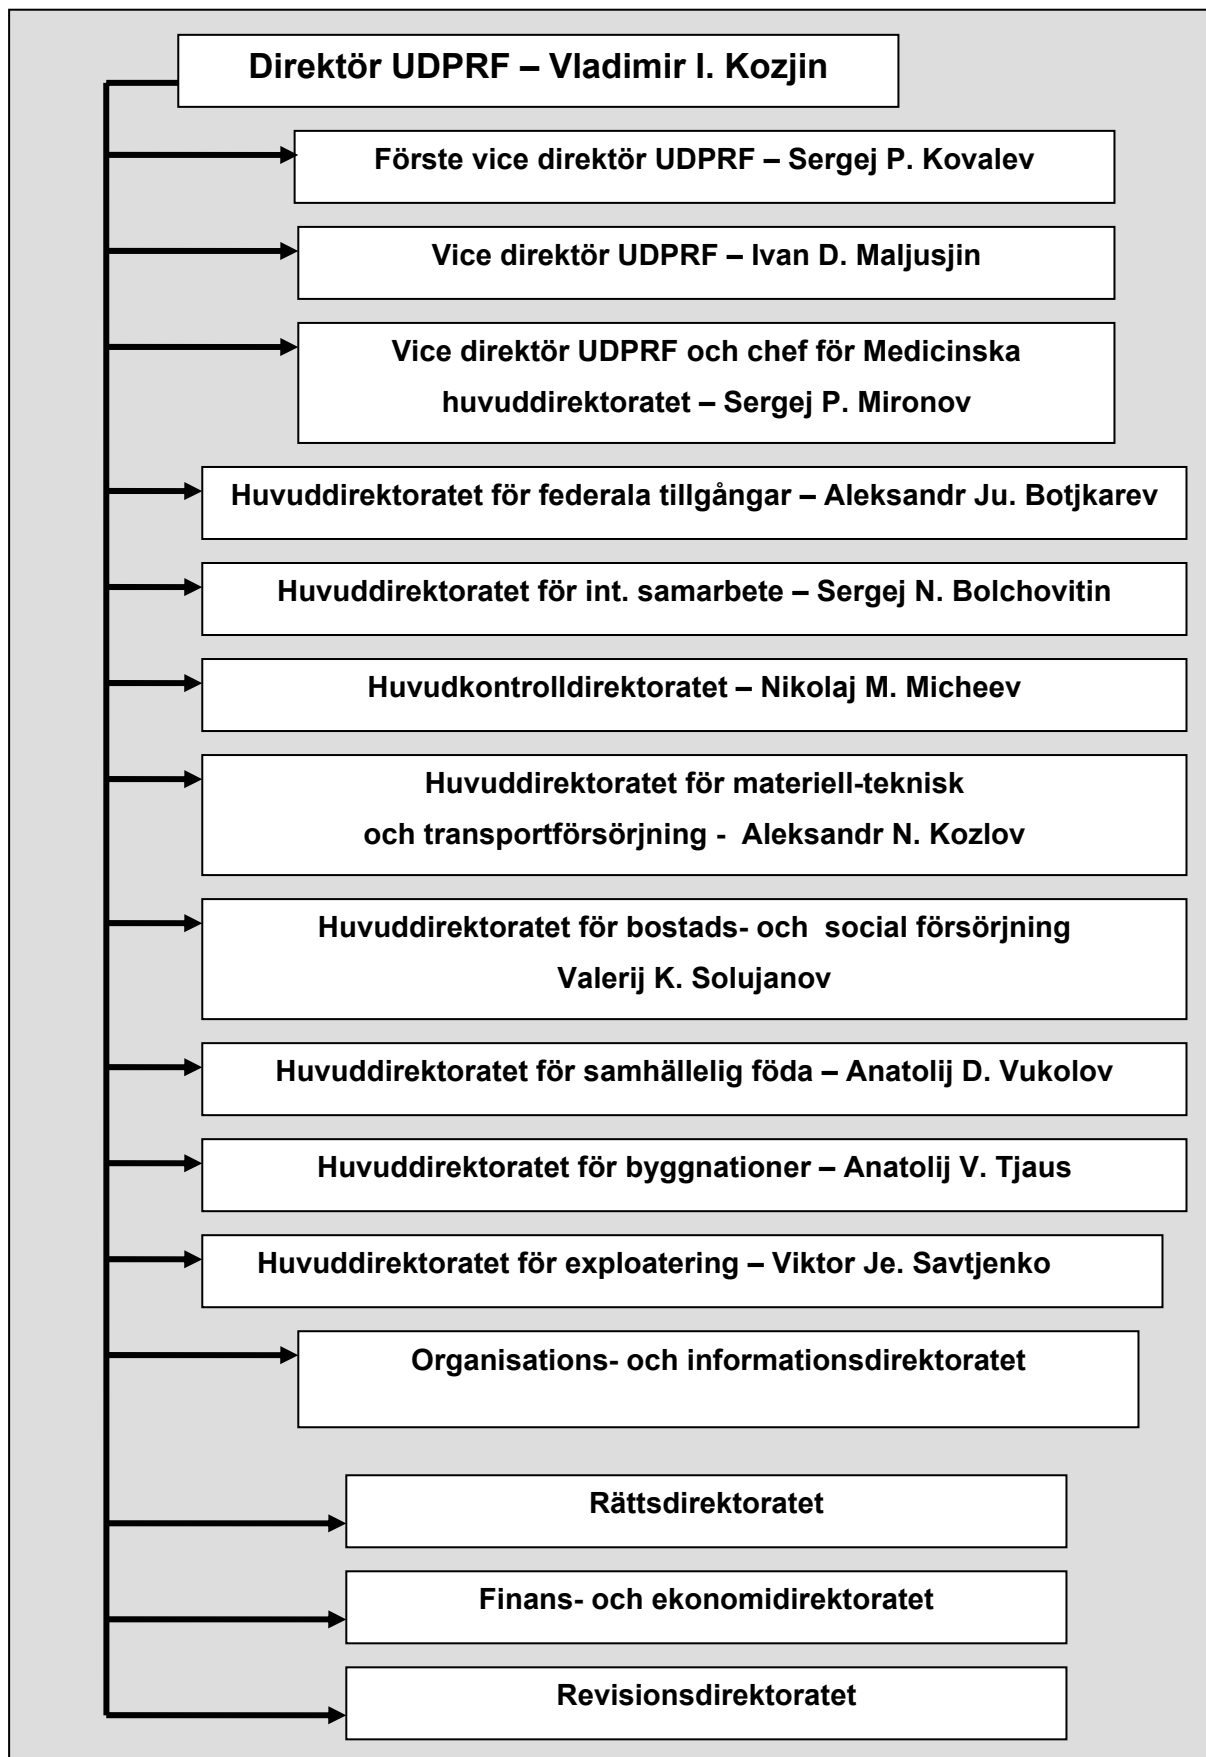 Direktör UDPRF – Vladimir I. Kozjin
Förste vice direktör UDPRF – Sergej P. Kovalev
Vice direktör UDPRF – Ivan D. Maljusjin
Vice direktör UDPRF och chef för Medicinska
huvuddirektoratet – Sergej P. Mironov
Huvuddirektoratet för federala tillgångar – Aleksandr Ju. Botjkarev
Huvuddirektoratet för int. samarbete – Sergej N. Bolchovitin
Huvudkontrolldirektoratet – Nikolaj M. Micheev
Huvuddirektoratet för materiell-teknisk
och transportförsörjning - Aleksandr N. Kozlov
Huvuddirektoratet för bostads- och social försörjning
Valerij K. Solujanov
Huvuddirektoratet för samhällelig föda – Anatolij D. Vukolov
Huvuddirektoratet för byggnationer – Anatolij V. Tjaus
Huvuddirektoratet för exploatering – Viktor Je. Savtjenko
Organisations- och informationsdirektoratet
Rättsdirektoratet
Finans- och ekonomidirektoratet
Revisionsdirektoratet